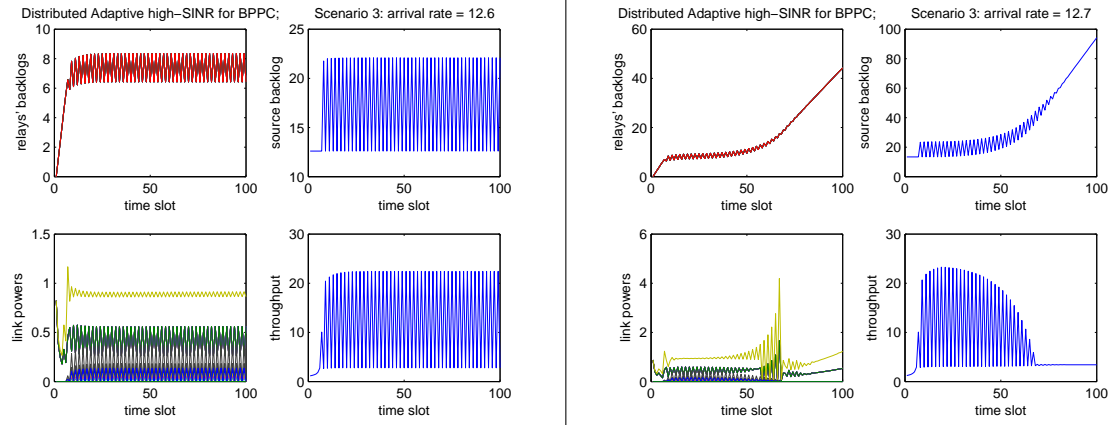 Distributed Adaptive high−SINR for BPPC;
Scenario 3: arrival rate = 12.6
10
8
6
4
2
0
relays' backlogs
50
100
time slot
25
20
15
10
source backlog
0
50
100
time slot
1.5
1
0.5
0
link powers
50
100
time slot
30
20
10
0
throughput
0
50
100
time slot
Distributed Adaptive high−SINR for BPPC;
Scenario 3: arrival rate = 12.7
60
40
20
0
relays' backlogs
0
50
100
time slot
100
80
60
40
20
0
source backlog
0
50
100
time slot
6
4
2
0
link powers
0
50
100
time slot
30
20
10
0
throughput
0
50
100
time slot